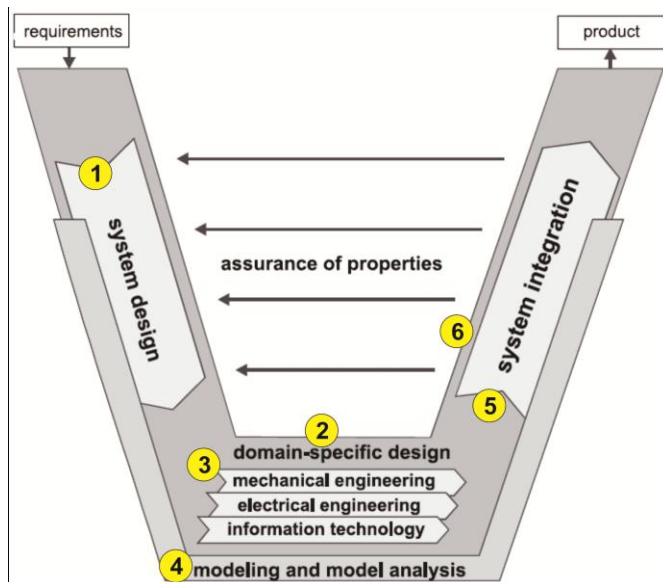 requirements
product
1
system design
assurance of properties
system integration
6
5
2
domain-specific design
3
mechanical engineering
electrical engineering
information technology
4
modeling and model analysis